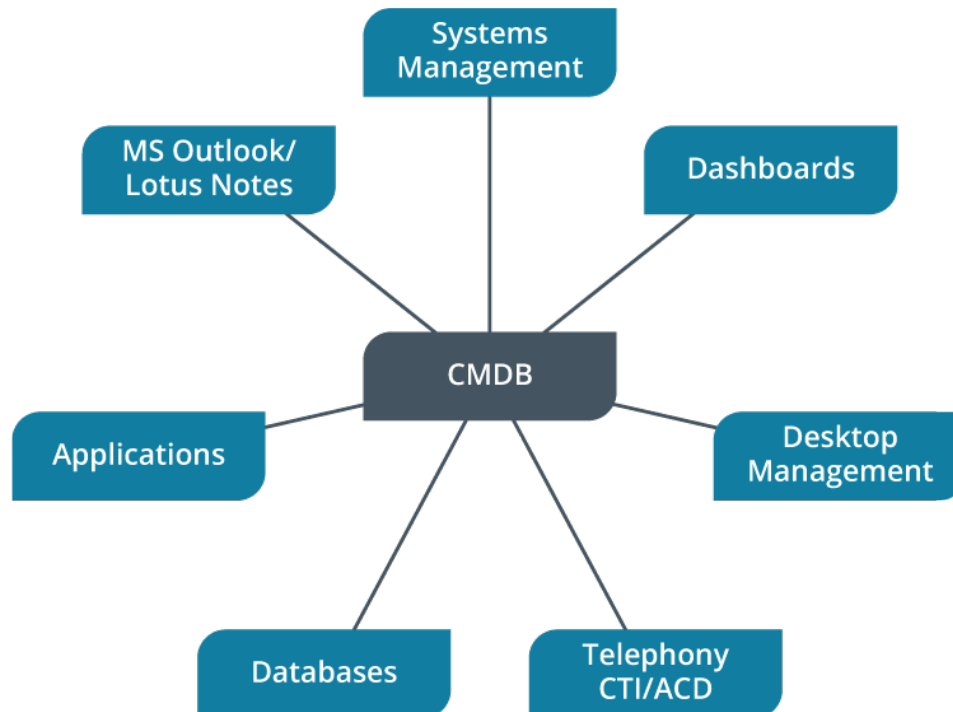 Systems
Management
MS Outlook/
Lotus Notes
Dashboards
CMDB
Applications
Desktop
Management
Databases
Telephony
CTI/ACD